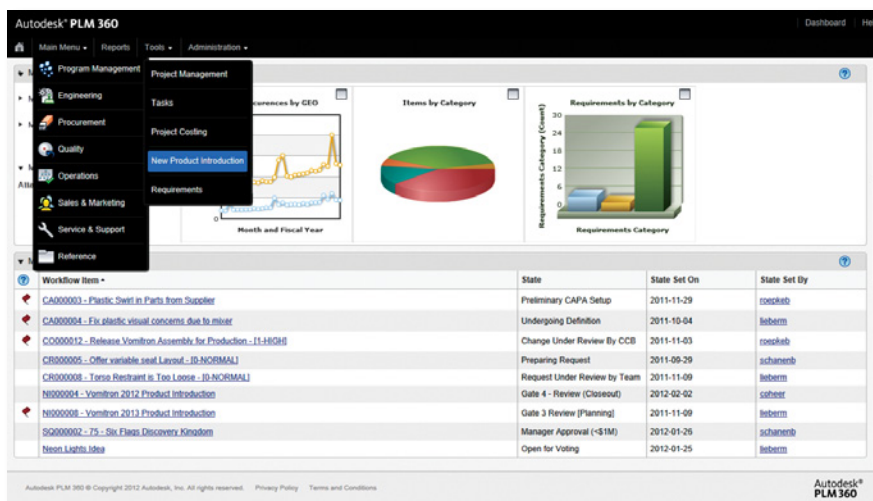 Autodesk® PLM 360
Dashboard
He
Main Menu
Reports
Tools
Administration
Program Management
Engineering
Procurement
Quality
Operations
Sales & Marketing
Service & Support
Reference
Project Management
Tasks
Project Costing
New Product Introduction
Requirements
by GEO
0
Month and Fiscal Year
Items by Category
Requirements by Category
Requirements Category (Count)
30
24
18
12
6
0
Requirements Category
Workflow Item State State Set On State Set By
CA000003 - Plastic Swirl in Parts from Supplier Preliminary CAPA Setup 2011-11-29 roepkeb
CA000004 - Fix plastic visual concerns due to mixer Undergoing Definition 2011-10-04 lieberm
CO000012 - Release Vomitron Assembly for Production - [1-HIGH] Change Under Review By CCB 2011-11-03 roepkeb
CR000005 - Offer variable seat Layout - [0-NORMAL] Preparing Request 2011-09-29 schanenb
CR000008 - Torso Restraint is Too Loose - [0-NORMAL] Request Under Review by Team 2011-11-09 lieberm
NI000004 - Vomitron 2012 Product Introduction Gate 4 - Review (Closeout) 2012-02-02 coheer
NI000008 - Vomitron 2013 Product Introduction Gate 3 Review [Planning] 2011-11-09 lieberm
SQ000002 - 75 - Six Flags Discovery Kingdom Manager Approval (<$1M) 2012-01-26 schanenb
Neon Lights Idea Open for Voting 2012-01-25 lieberm
Autodesk PLM 360 © Copyright 2012 Autodesk, Inc. All rights reserved. Privacy Policy Terms and Conditions
Autodesk®
PLM 360